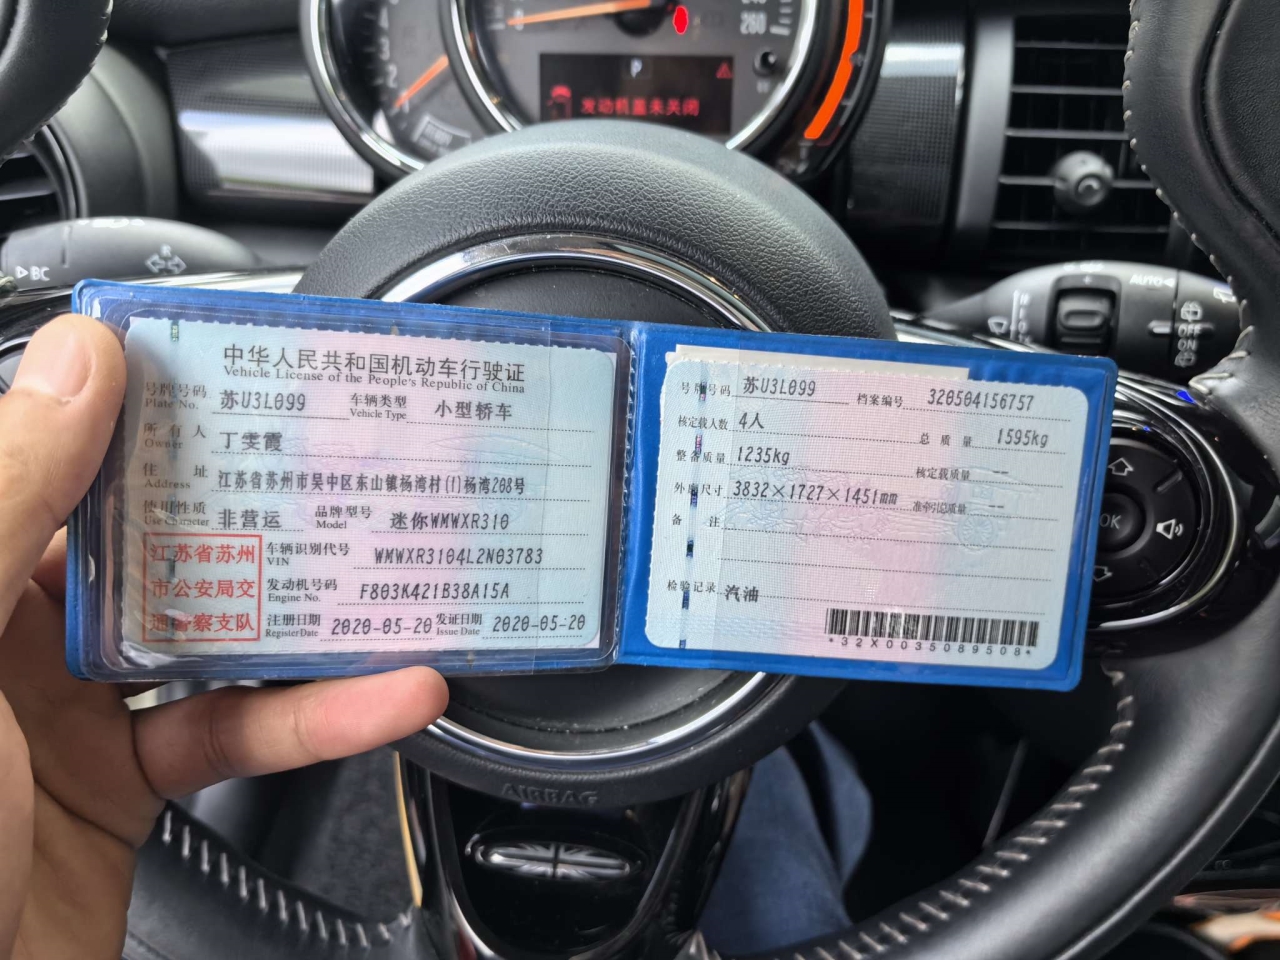 260
P
发动机盖未关闭
BC
AUTO
OFF
ON
OK
中华人民共和国机动车行驶证
Vehicle License of the People's Republic of China
号牌号码 苏U3L099 车辆类型 小型轿车
Plate No. Vehicle Type
所有人 丁雯霞
Owner
住址 江苏省苏州市吴中区东山镇杨湾村(1)杨湾208号
Address
使用性质 非营运 品牌型号 迷你WMWXR310
Use Character Model
江苏省苏州
市公安局交
通警察支队
车辆识别代号 WMWXR3104L2N03783
VIN
发动机号码 F803K421B38A15A
Engine No.
注册日期 2020-05-20 发证日期 2020-05-20
Register Date Issue Date
号牌号码 苏U3L099 档案编号 320504156757
核定载人数 4人 总质量 1595kg
整备质量 1235kg 核定载质量 --
外廓尺寸 3832×1727×1451mm 准牵引总质量 --
备注
检验记录 汽油
*32X0035089508*
AIRBAG